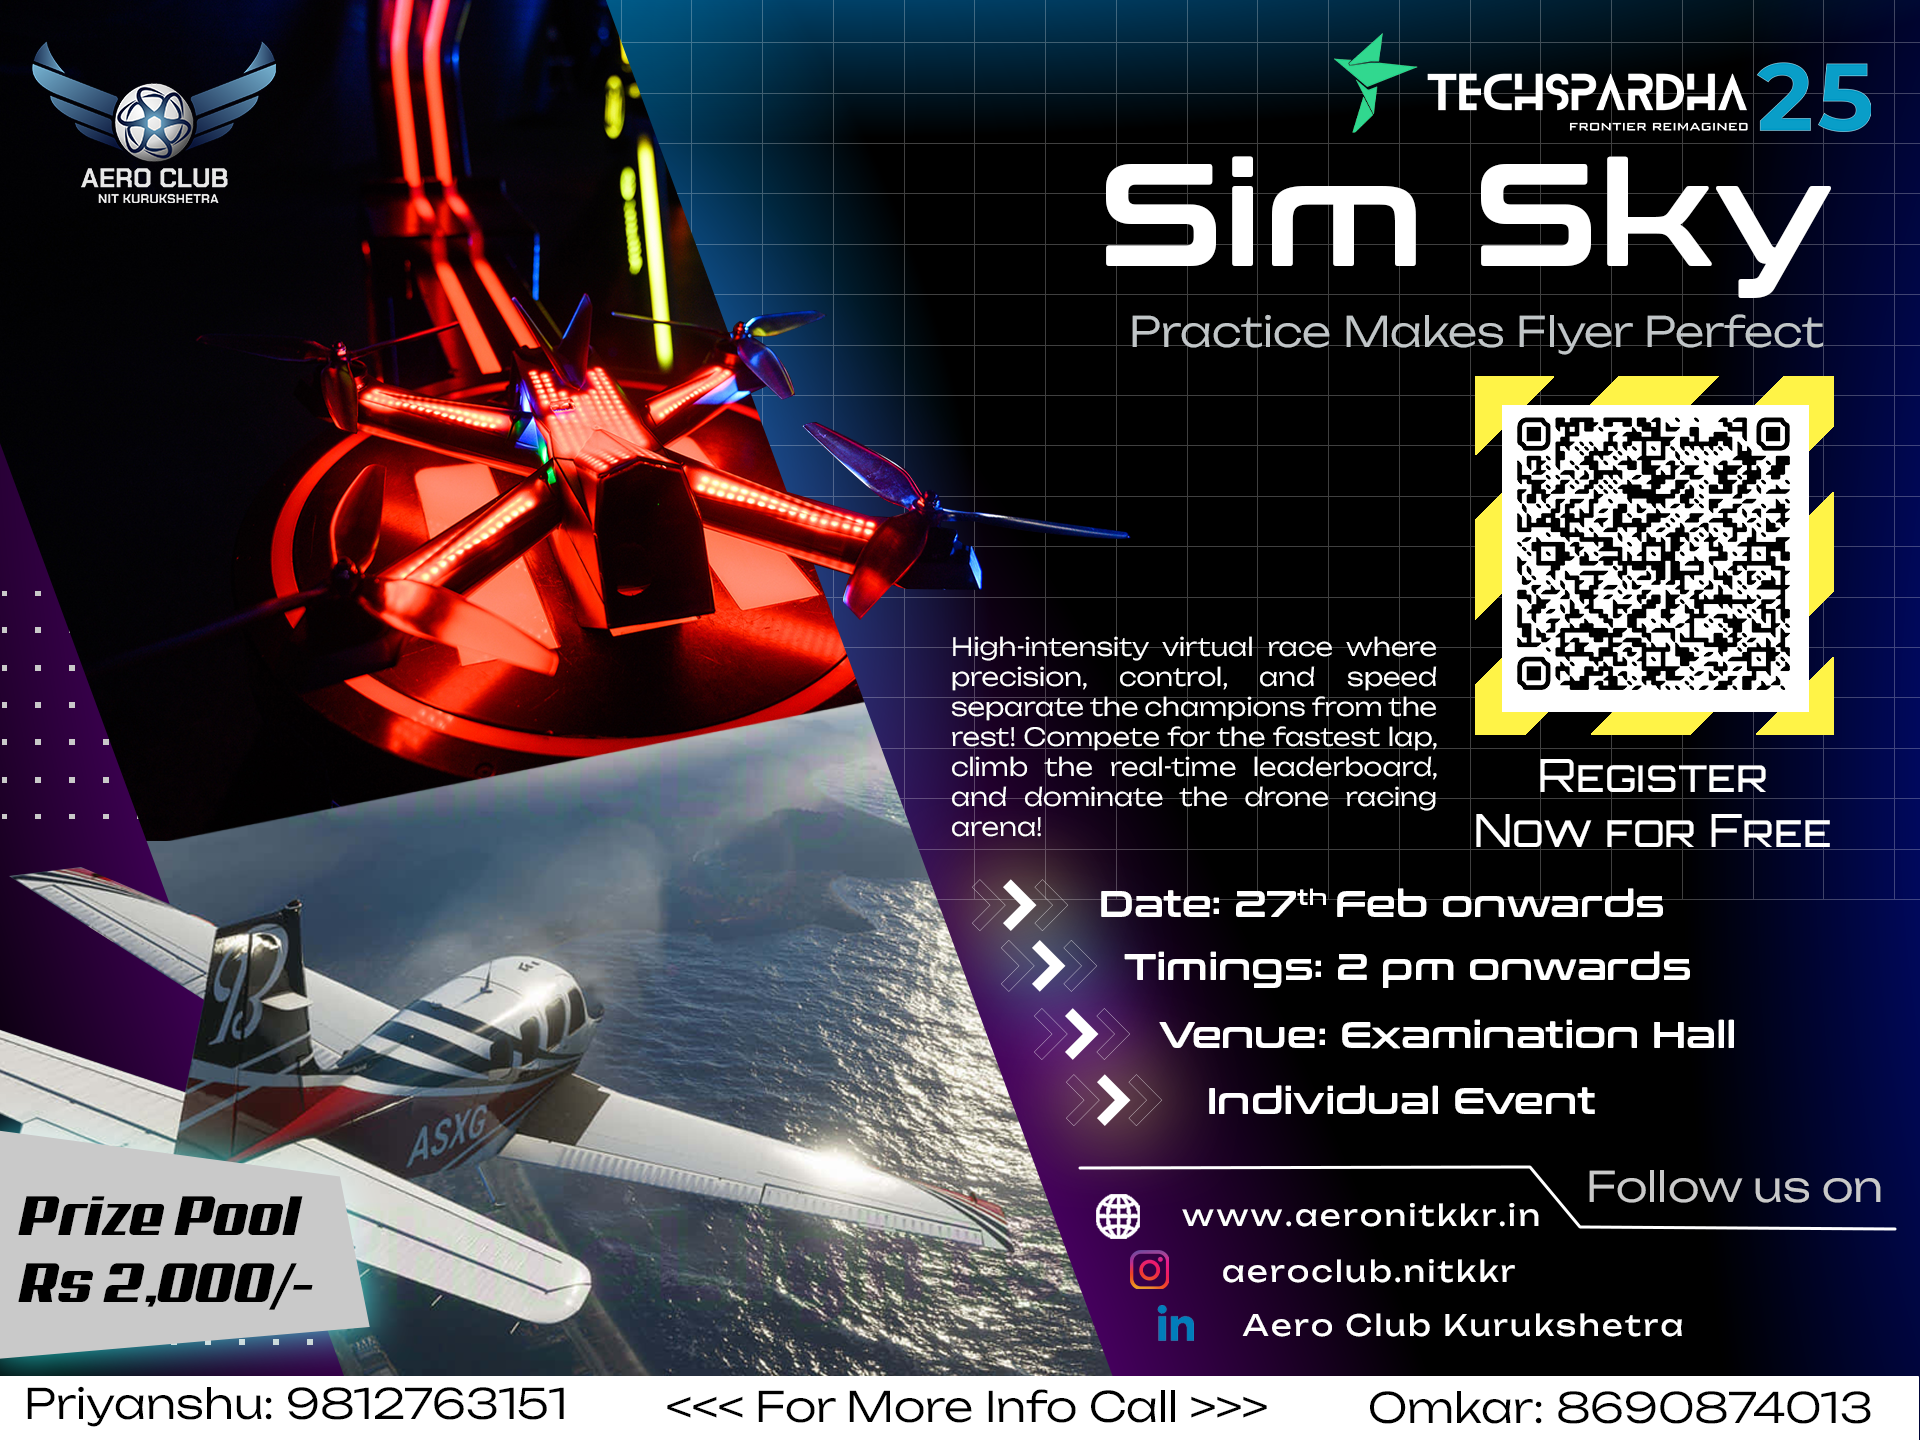 AERO CLUB
NIT KURUKSHETRA
TECHSPARDHA 25
FRONTIER REIMAGINED
Sim Sky
Practice Makes Flyer Perfect
High-intensity virtual race where
precision, control, and speed
separate the champions from the
rest! Compete for the fastest lap,
climb the real-time leaderboard,
and dominate the drone racing
arena!
REGISTER
NOW FOR FREE
Date: 27th Feb onwards
Timings: 2 pm onwards
Venue: Examination Hall
Individual Event
ASXG
Prize Pool
Rs 2,000/-
Follow us on
www.aeronitkkr.in
aeroclub.nitkkr
in Aero Club Kurukshetra
Priyanshu: 9812763151 <<< For More Info Call >>> Omkar: 8690874013